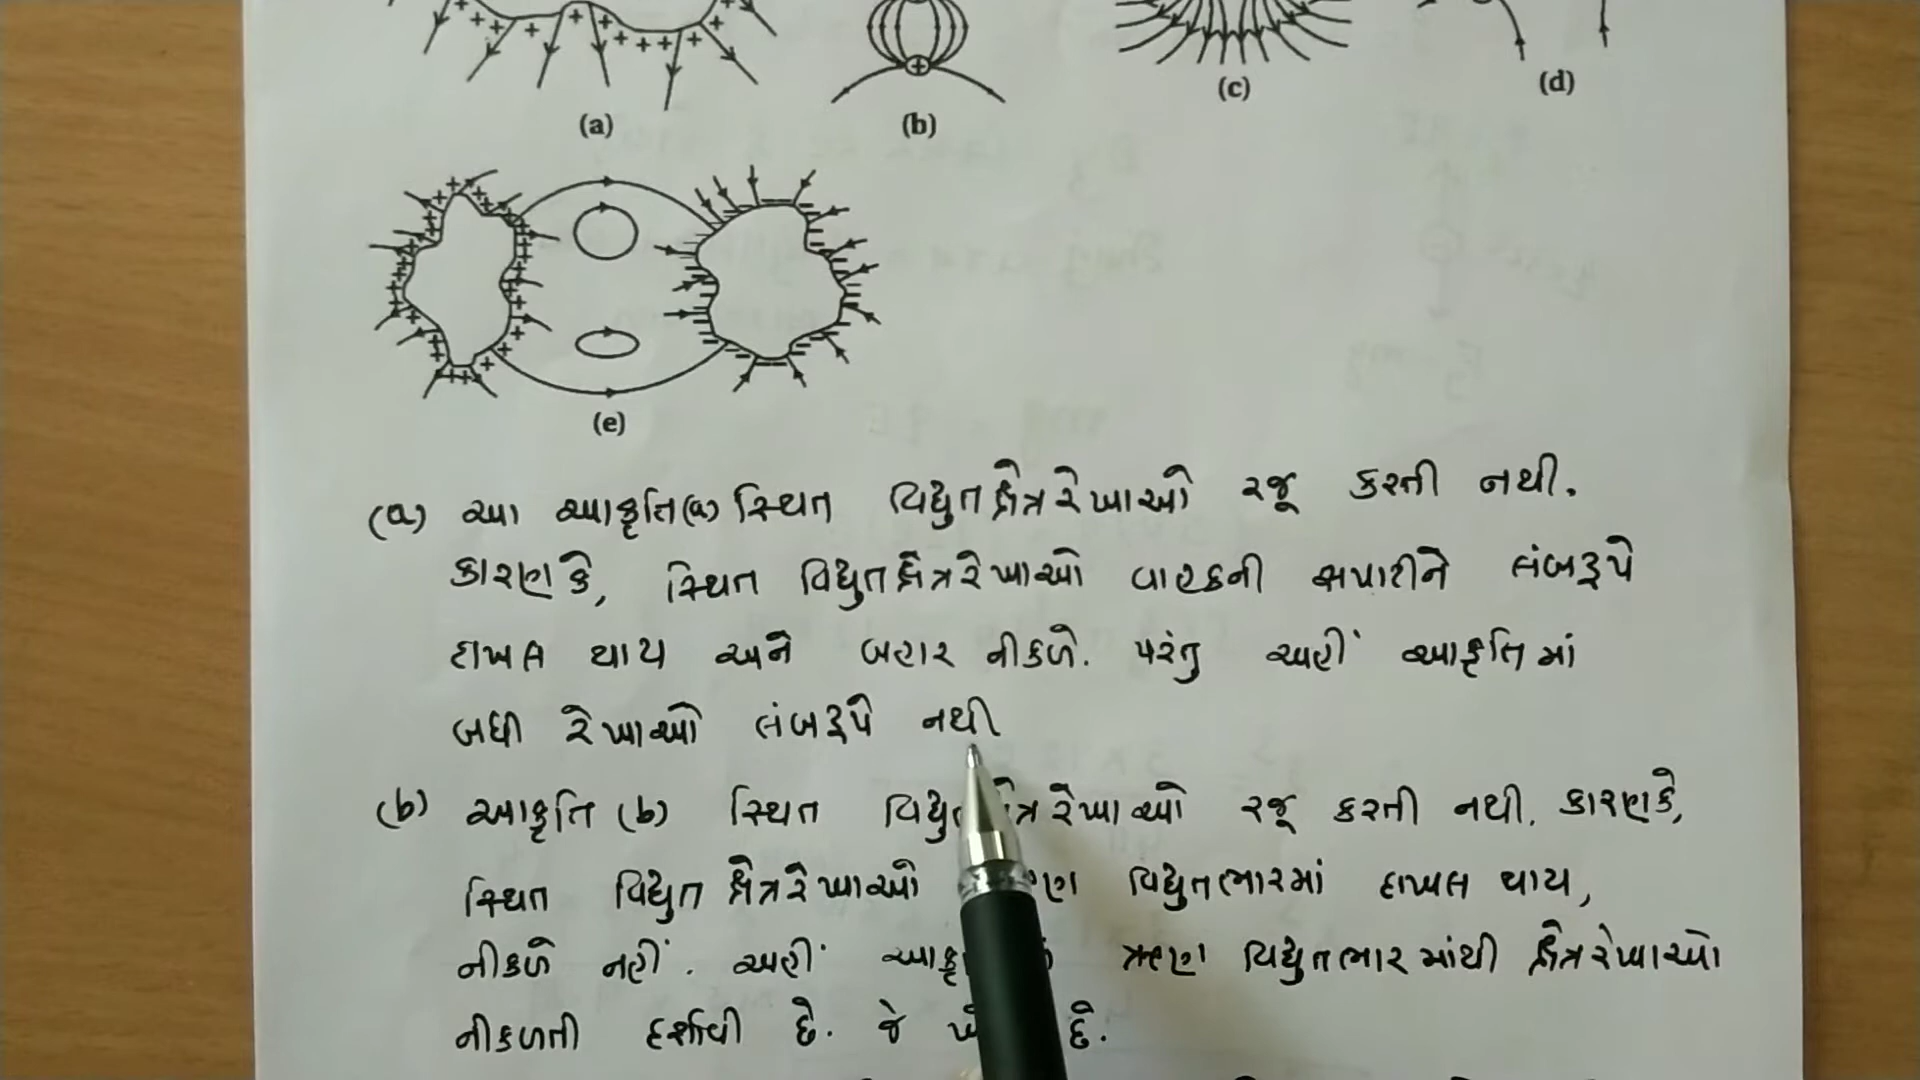 (a)
(b)
(c)
(d)
(e)
(a) આ આકૃતિ(a) સ્થિત વિદ્યુતક્ષેત્રરેખાઓ રજૂ કરતી નથી.
કારણકે, સ્થિત વિદ્યુતક્ષેત્રરેખાઓ વાહકની સપાટીને લંબરૂપે
દાખલ થાય અને બહાર નીકળે. પરંતુ અહીં આકૃતિમાં
બધી રેખાઓ લંબરૂપે નથી
(b) આકૃતિ (b) સ્થિત રેખાઓ રજૂ કરતી નથી. કારણકે,
સ્થિત વિદ્યુત ક્ષેત્રરેખાઓ વિદ્યુતભારમાં દાખલ થાય,
નીકળે નહીં. અહીં ઋણ વિદ્યુતભારમાંથી ક્ષેત્રરેખાઓ
નીકળતી દર્શાવી છે. જે છે.